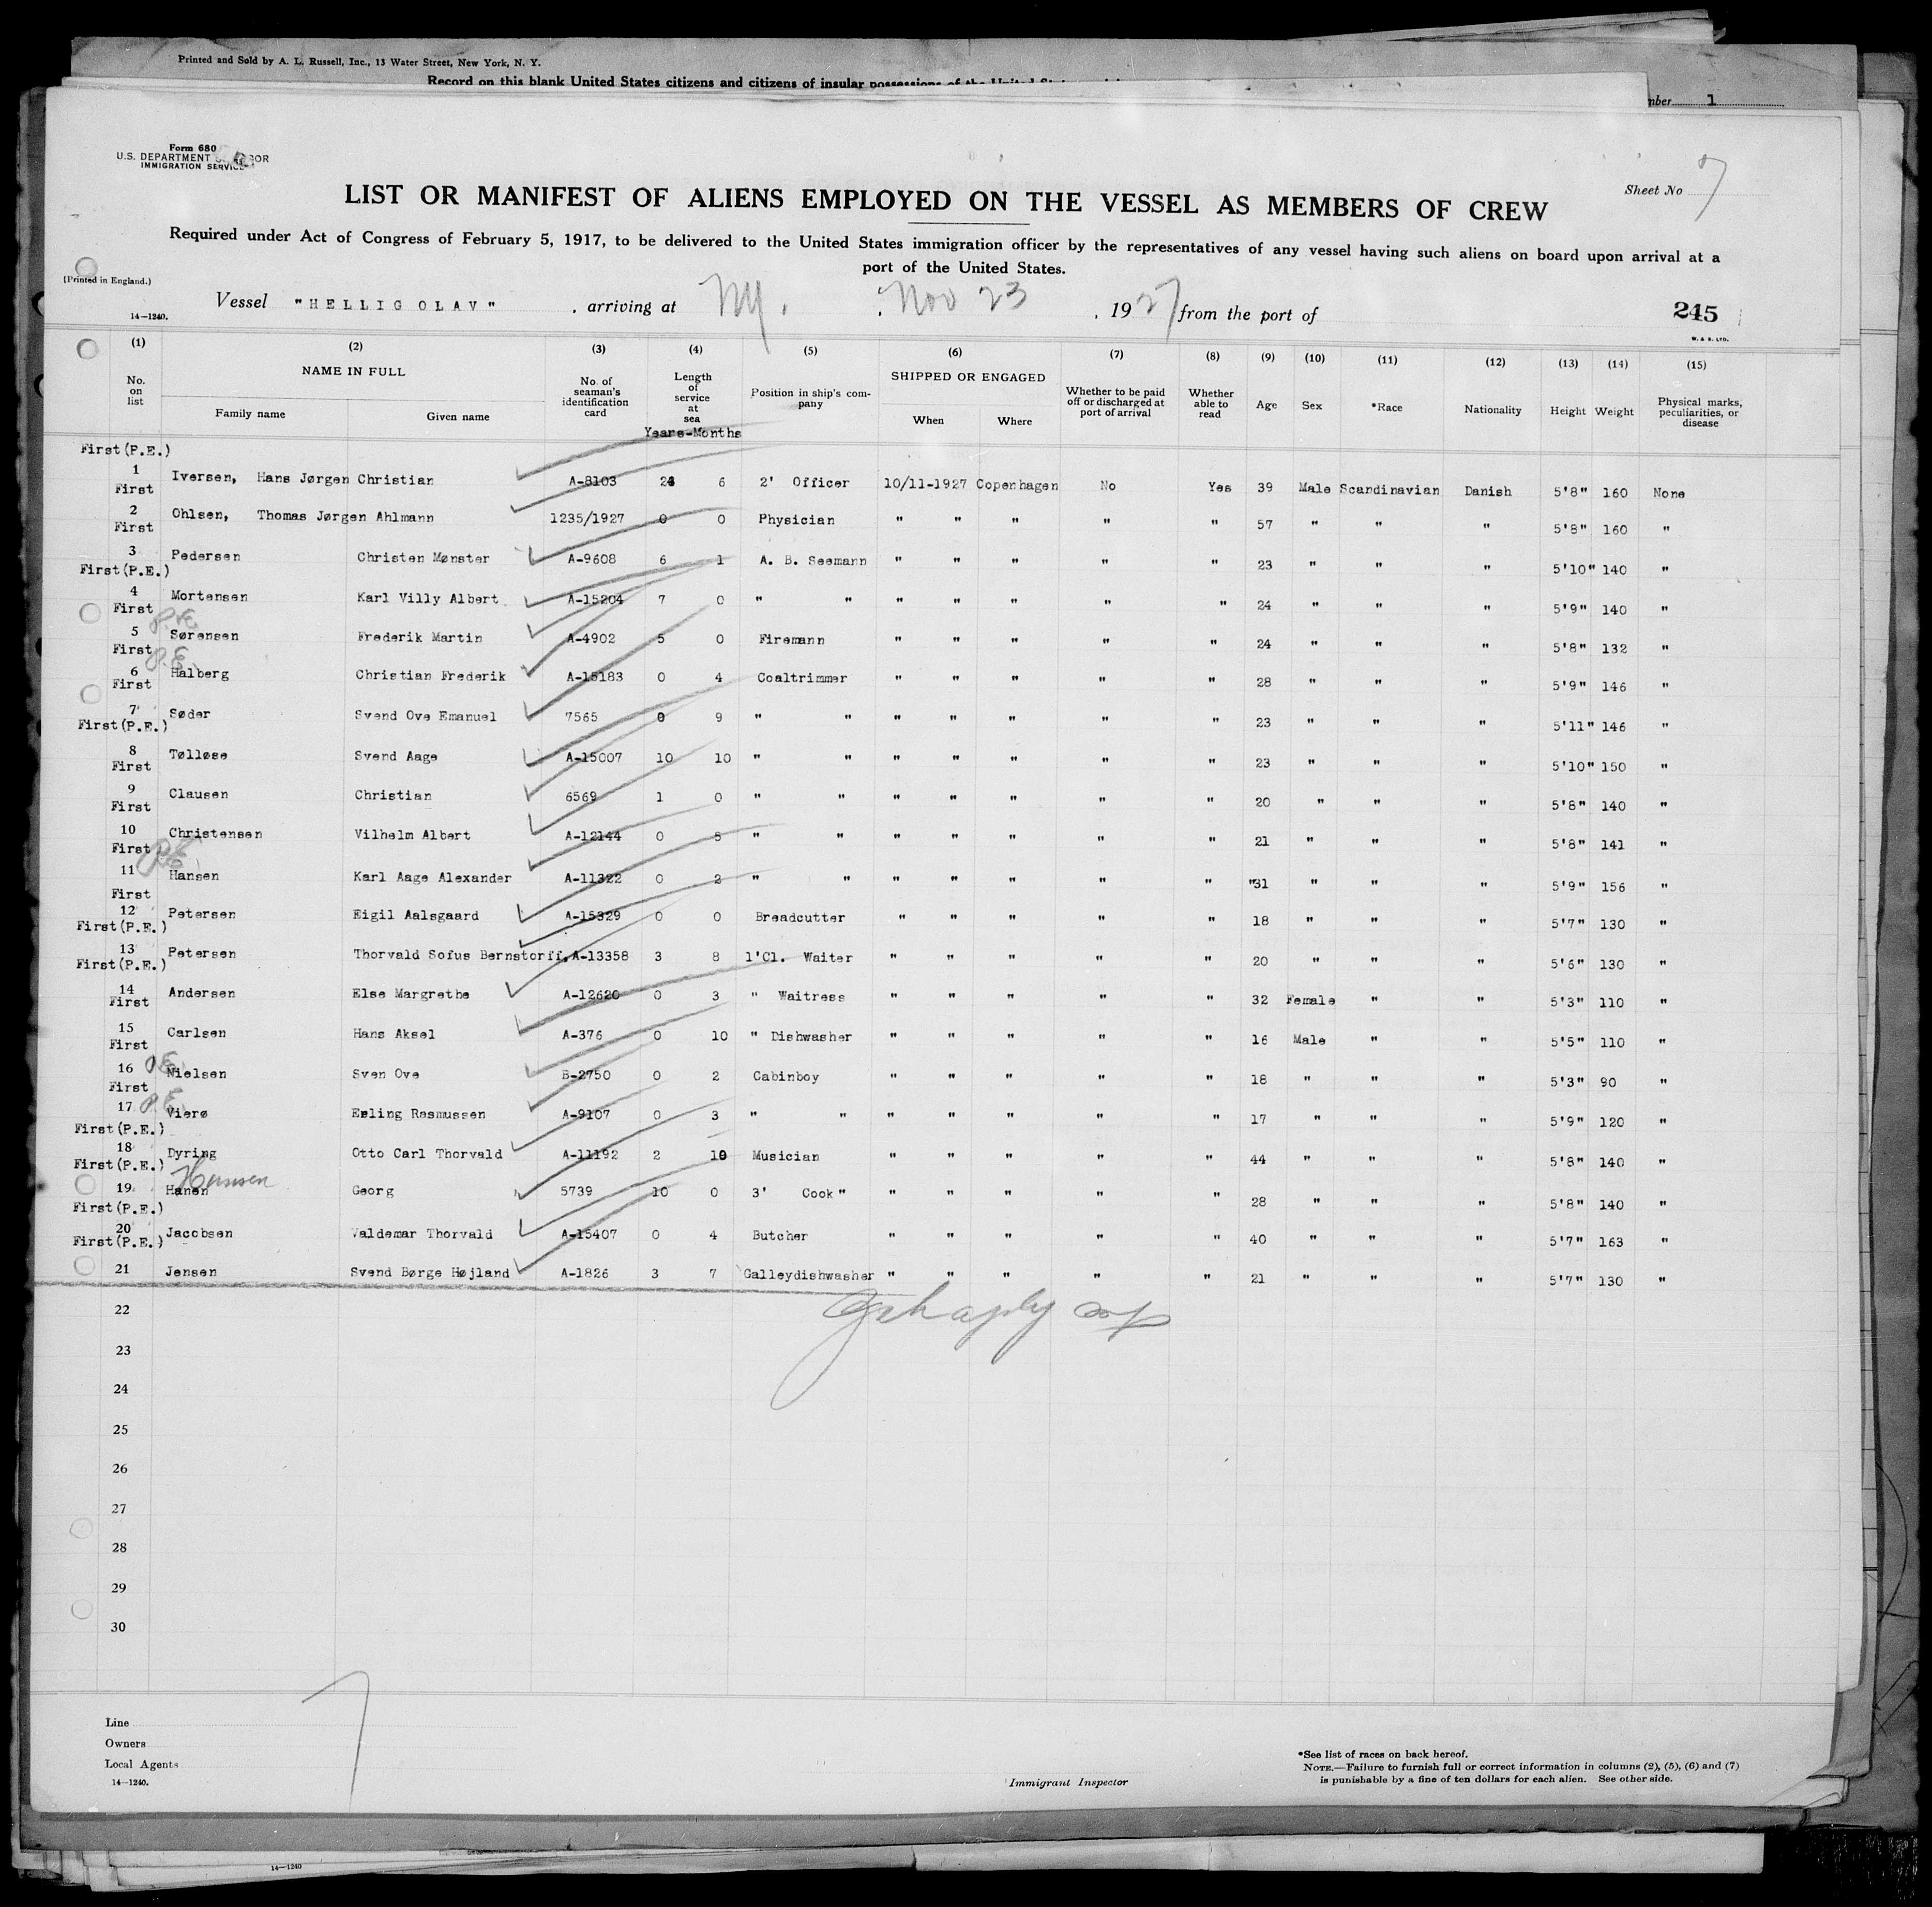 Printed and Sold by A. L. Russell, Inc., 13 Water Street, New York, N. Y.
Record on this blank United States citizens and citizens of insular possessions of the United
1
Form 680
U.S. DEPARTMENT
IMMIGRATION SERVICE
Sheet No 7
LIST OR MANIFEST OF ALIENS EMPLOYED ON THE VESSEL AS MEMBERS OF CREW
Required under Act of Congress of February 5, 1917, to be delivered to the United States immigration officer by the representatives of any vessel having such aliens on board upon arrival at a
port of the United States.
(Printed in England.)
Vessel "HELLIG OLAV" , arriving at NY. , Nov 23 , 1927 from the port of 245
14—1240.
W. & S. LTD.
(1) (2) (3) (4) (5) (6) (7) (8) (9) (10) (11) (12) (13) (14) (15)
No. on list NAME IN FULL Family name Given name No. of seaman's identification card Length of service at sea Position in ship's company SHIPPED OR ENGAGED When Where Whether to be paid off or discharged at port of arrival Whether able to read Age Sex *Race Nationality Height Weight Physical marks, peculiarities, or disease
Years-Months
First(P.E.)
1 Iversen, Hans Jørgen Christian A-8103 6 2' Officer 10/11-1927 Copenhagen No Yes 39 Male Scandinavian Danish 5'8" 160 None
First
2 Ohlsen, Thomas Jørgen Ahlmann 1235/1927 0 0 Physician " " " " " 57 " " " 5'8" 160 "
First
3 Pedersen Christen Mønster A-9608 6 1 A. B. Seemann " " " " " 23 " " " 5'10" 140 "
First(P.E.)
4 Mortensen Karl Villy Albert A-15204 7 0 " " " " " " " 24 " " " 5'9" 140 "
First P.E.
5 Sørensen Frederik Martin A-4902 5 0 Firemann " " " " " 24 " " " 5'8" 132 "
First P.E.
6 Halberg Christian Frederik A-15183 0 4 Coaltrimmer " " " " " 28 " " " 5'9" 146 "
First
7 Søder Svend Ove Emanuel 7565 0 9 " " " " " " " 23 " " " 5'11" 146 "
First(P.E.)
8 Tølløse Svend Aage A-15007 10 10 " " " " " " " 23 " " " 5'10" 150 "
First
9 Clausen Christian 6569 1 0 " " " " " " " 20 " " " 5'8" 140 "
First
10 Christensen Vilhelm Albert A-12144 0 5 " " " " " " " 21 " " " 5'8" 141 "
First P.E.
11 Hansen Karl Aage Alexander A-11322 0 2 " " " " " " " "31 " " " 5'9" 156 "
First
12 Petersen Eigil Aalsgaard A-15329 0 0 Breadcutter " " " " " 18 " " " 5'7" 130 "
First(P.E.)
13 Petersen Thorvald Sofus Bernstorff. A-13358 3 8 1'Cl. Waiter " " " " " 20 " " " 5'6" 130 "
First(P.E.)
14 Andersen Else Margrethe A-12620 0 3 " Waitress " " " " " 32 Female " " 5'3" 110 "
First
15 Carlsen Hans Aksel A-376 0 10 " Dishwasher " " " " " 16 Male " " 5'5" 110 "
First P.E.
16 Nielsen Sven Ove B-2750 0 2 Cabinboy " " " " " 18 " " " 5'3" 90 "
First P.E.
17 Vierø Erling Rasmussen A-9107 0 3 " " " " " " " 17 " " " 5'9" 120 "
First(P.E.)
18 Dyring Otto Carl Thorvald A-11192 2 10 Musician " " " " " 44 " " " 5'8" 140 "
First(P.E.) Hansen
19 Hanen Georg 5739 10 0 3' Cook" " " " " " 28 " " " 5'8" 140 "
First(P.E.)
20 Jacobsen Valdemar Thorvald A-15407 0 4 Butcher " " " " " 40 " " " 5'7" 163 "
First(P.E.)
21 Jensen Svend Børge Højland A-1826 3 7 Galleydishwasher " " " " " 21 " " " 5'7" 130 "
22
23
24
25
26
27
28
29
30
7
Line
Owners
Local Agents
14—1240.
Immigrant Inspector
*See list of races on back hereof.
NOTE.—Failure to furnish full or correct information in columns (2), (5), (6) and (7)
is punishable by a fine of ten dollars for each alien. See other side.
14—1240